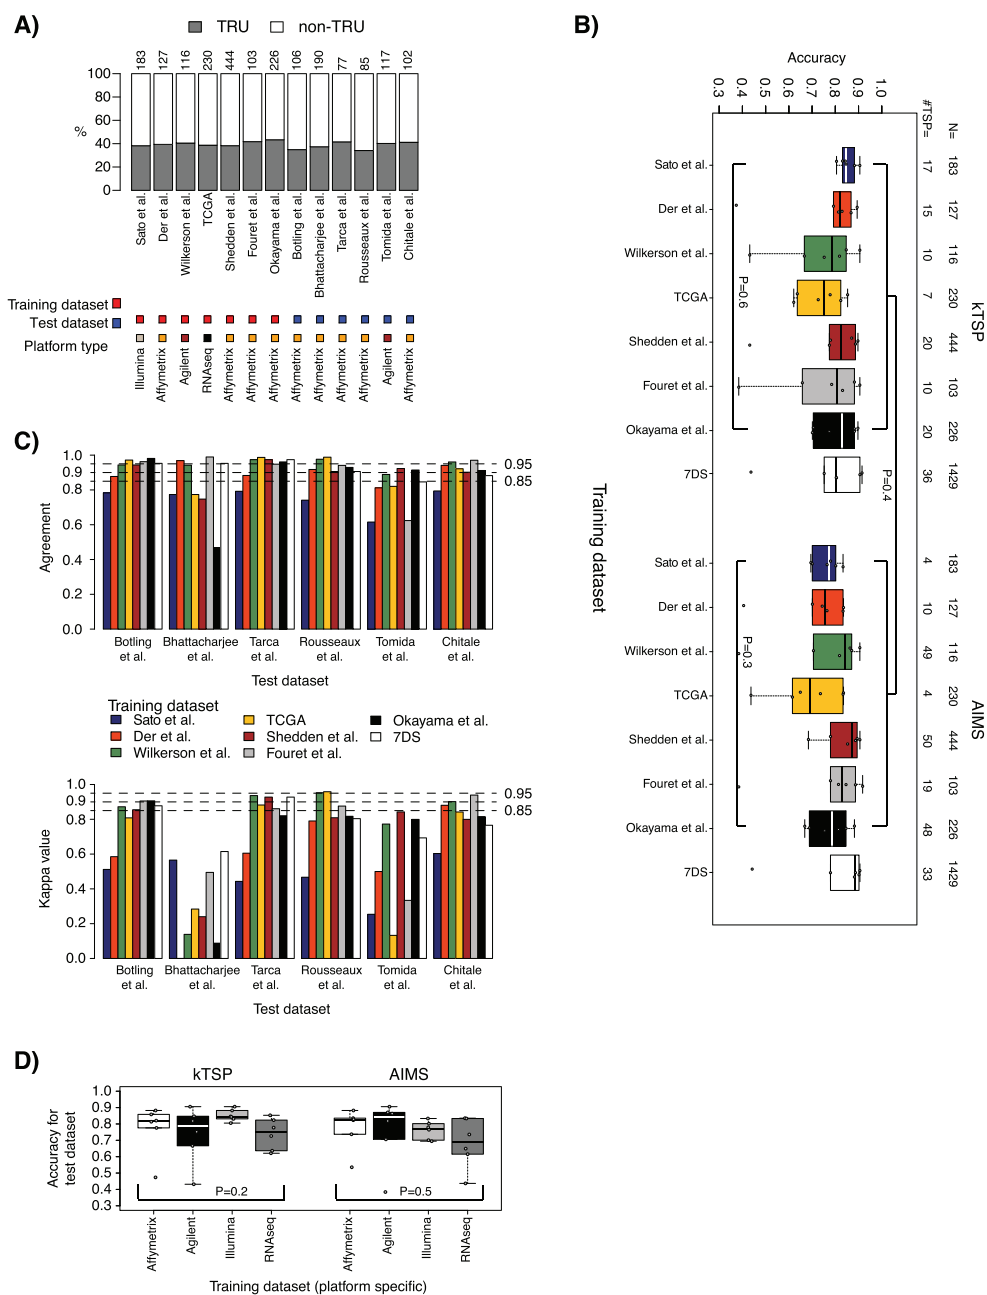 A)
TRU non-TRU
183 127 116 230 444 103 226 106 190 77 85 117 102
100
80
60
40
20
0
%
Sato et al. Der et al. Wilkerson et al. TCGA Shedden et al. Fouret et al. Okayama et al. Botling et al. Bhattacharjee et al. Tarca et al. Rousseaux et al. Tomida et al. Chitale et al.
Training dataset
Test dataset
Platform type
Illumina Affymetrix Agilent RNAseq Affymetrix Affymetrix Affymetrix Affymetrix Affymetrix Affymetrix Affymetrix Agilent Affymetrix
B)
Accuracy
0.3 0.4 0.5 0.6 0.7 0.8 0.9 1.0
#TSP= N=
kTSP
Sato et al. 17 183
Der et al. 15 127
Wilkerson et al. 10 116
TCGA 7 230
Shedden et al. 20 444
Fouret et al. 10 103
Okayama et al. 20 226
7DS 36 1429
P=0.6
P=0.4
Training dataset
AIMS
Sato et al. 4 183
Der et al. 10 127
Wilkerson et al. 49 116
TCGA 4 230
Shedden et al. 50 444
Fouret et al. 19 103
Okayama et al. 48 226
7DS 33 1429
P=0.3
C)
Agreement
1.0
0.9
0.8
0.6
0.4
0.2
0.0
0.95
0.9
0.85
Botling et al. Bhattacharjee et al. Tarca et al. Rousseaux et al. Tomida et al. Chitale et al.
Test dataset
Training dataset
Sato et al. TCGA Okayama et al.
Der et al. Shedden et al. 7DS
Wilkerson et al. Fouret et al.
Kappa value
1.0
0.9
0.8
0.6
0.4
0.2
0.0
0.95
0.9
0.85
Botling et al. Bhattacharjee et al. Tarca et al. Rousseaux et al. Tomida et al. Chitale et al.
Test dataset
D)
kTSP AIMS
Accuracy for
test dataset
1.0
0.9
0.8
0.7
0.6
0.5
0.4
0.3
P=0.2 P=0.5
Affymetrix Agilent Illumina RNAseq Affymetrix Agilent Illumina RNAseq
Training dataset (platform specific)